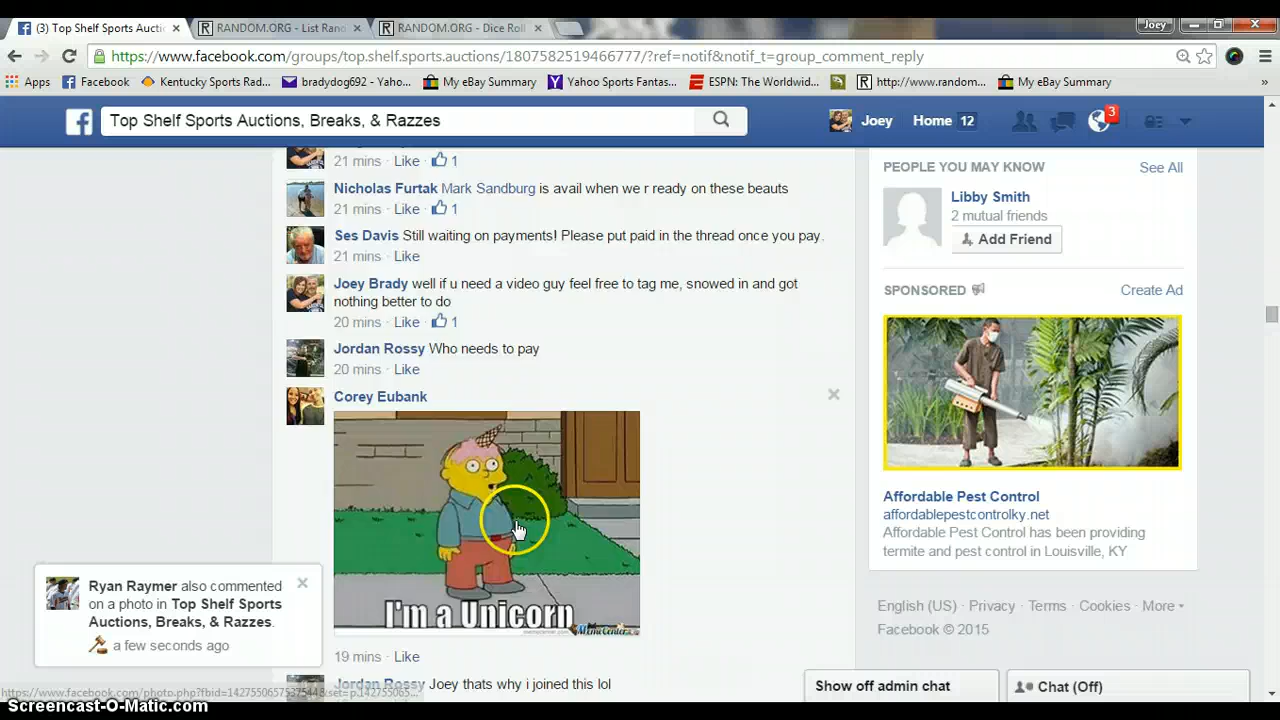 (3) Top Shelf Sports Auctio
RANDOM.ORG - List Rand
RANDOM.ORG - Dice Roll
Joey
https://www.facebook.com/groups/top.shelf.sports.auctions/1807582519466777/?ref=notif&notif_t=group_comment_reply
Apps
Facebook
Kentucky Sports Rad...
bradydog692 - Yaho...
My eBay Summary
Yahoo Sports Fantas...
ESPN: The Worldwid...
http://www.random...
My eBay Summary
»
Top Shelf Sports Auctions, Breaks, & Razzes
Joey
Home 12
3
21 mins · Like · 1
Nicholas Furtak Mark Sandburg is avail when we r ready on these beauts
21 mins · Like · 1
Ses Davis Still waiting on payments! Please put paid in the thread once you pay.
21 mins · Like
Joey Brady well if u need a video guy feel free to tag me, snowed in and got
nothing better to do
20 mins · Like · 1
Jordan Rossy Who needs to pay
20 mins · Like
Corey Eubank
I'm a Unicorn
memecenter.com MemeCenter
19 mins · Like
Jordan Rossy Joey thats why i joined this lol
PEOPLE YOU MAY KNOW
See All
Libby Smith
2 mutual friends
Add Friend
SPONSORED
Create Ad
Affordable Pest Control
affordablepestcontrolky.net
Affordable Pest Control has been providing
termite and pest control in Louisville, KY
English (US) · Privacy · Terms · Cookies · More
Facebook © 2015
Ryan Raymer also commented
on a photo in Top Shelf Sports
Auctions, Breaks, & Razzes.
a few seconds ago
Show off admin chat
Chat (Off)
Screencast-O-Matic.com